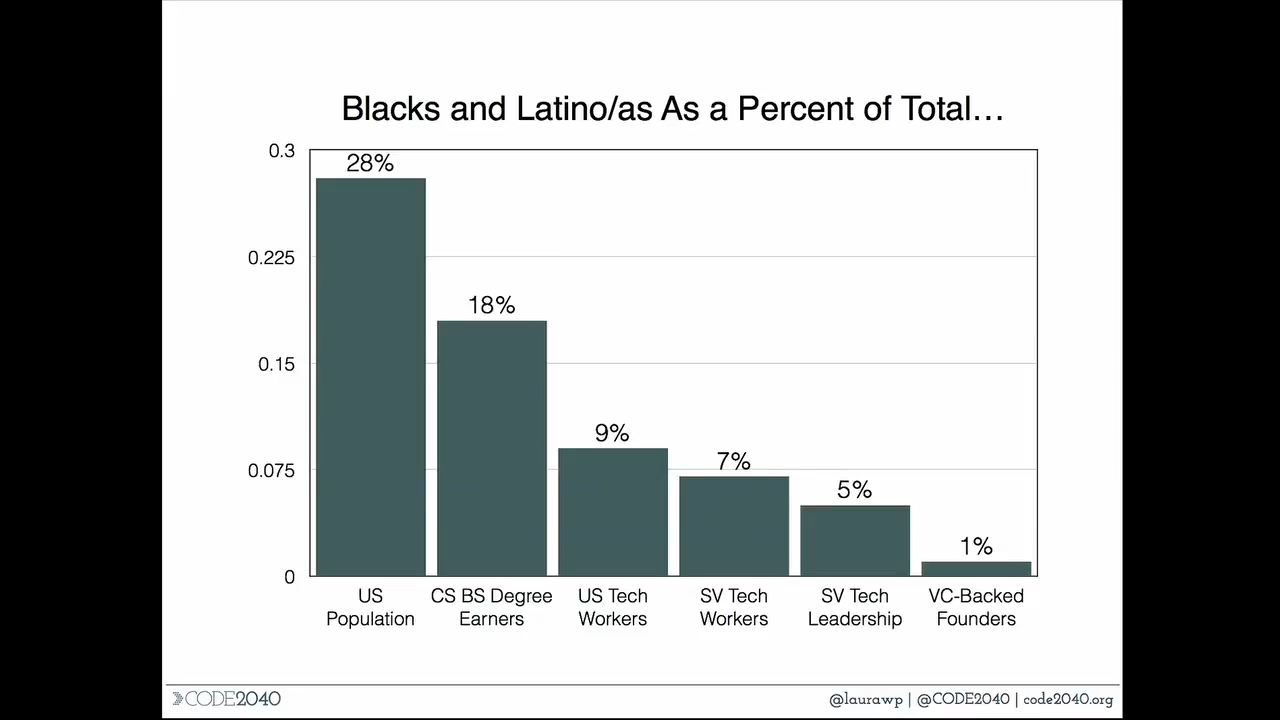 Blacks and Latino/as As a Percent of Total…
0.3
0.225
0.15
0.075
0
28%
18%
9%
7%
5%
1%
US Population
CS BS Degree Earners
US Tech Workers
SV Tech Workers
SV Tech Leadership
VC-Backed Founders
CODE2040
@laurawp | @CODE2040 | code2040.org